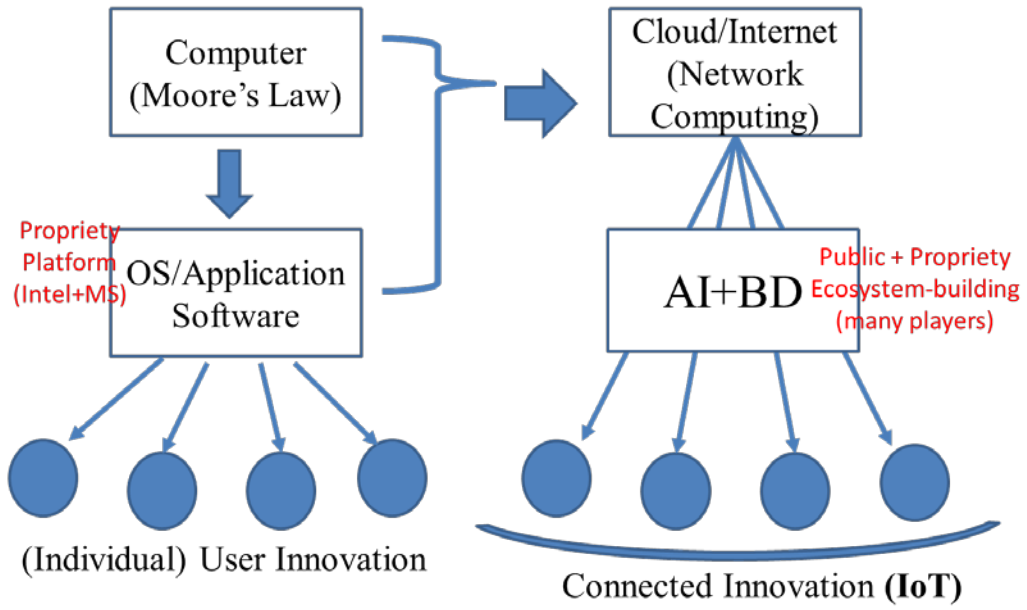 Computer
(Moore’s Law)
Cloud/Internet
(Network
Computing)
Propriety
Platform
(Intel+MS)
OS/Application
Software
AI+BD
Public + Propriety
Ecosystem-building
(many players)
(Individual) User Innovation
Connected Innovation (IoT)